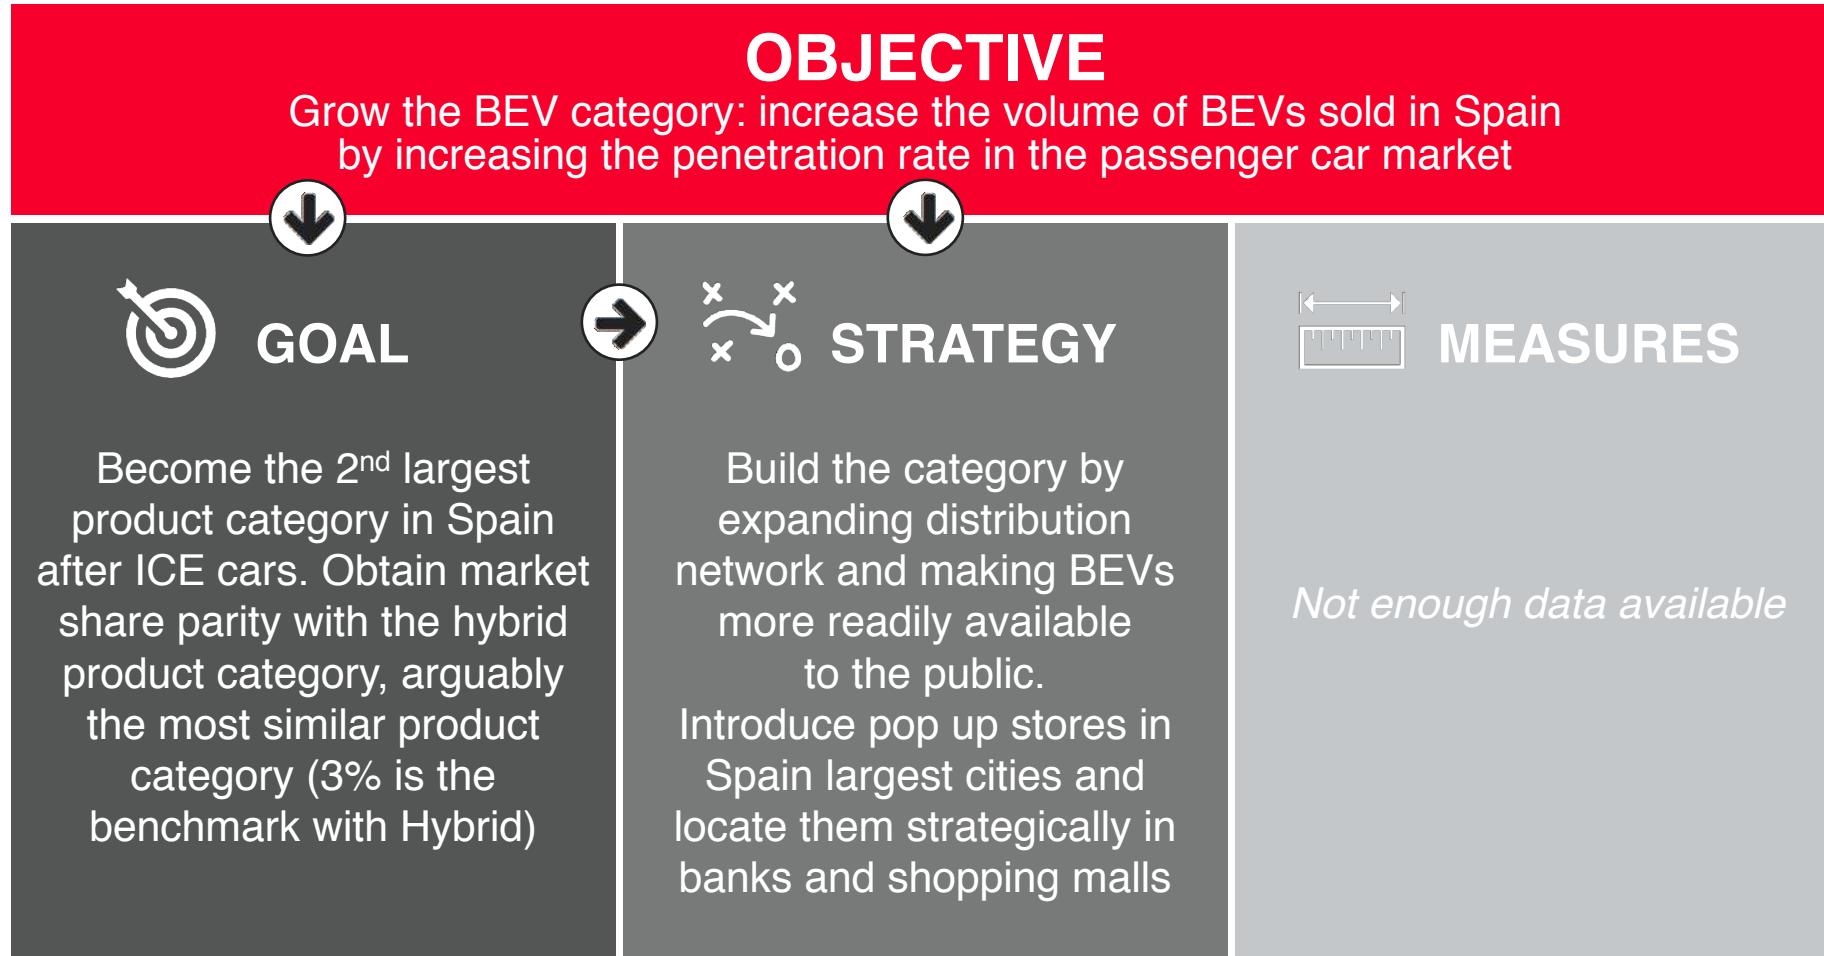 OBJECTIVE
Grow the BEV category: increase the volume of BEVs sold in Spain
by increasing the penetration rate in the passenger car market
GOAL
Become the 2nd largest
product category in Spain
after ICE cars. Obtain market
share parity with the hybrid
product category, arguably
the most similar product
category (3% is the
benchmark with Hybrid)
STRATEGY
Build the category by
expanding distribution
network and making BEVs
more readily available
to the public.
Introduce pop up stores in
Spain largest cities and
locate them strategically in
banks and shopping malls
MEASURES
Not enough data available